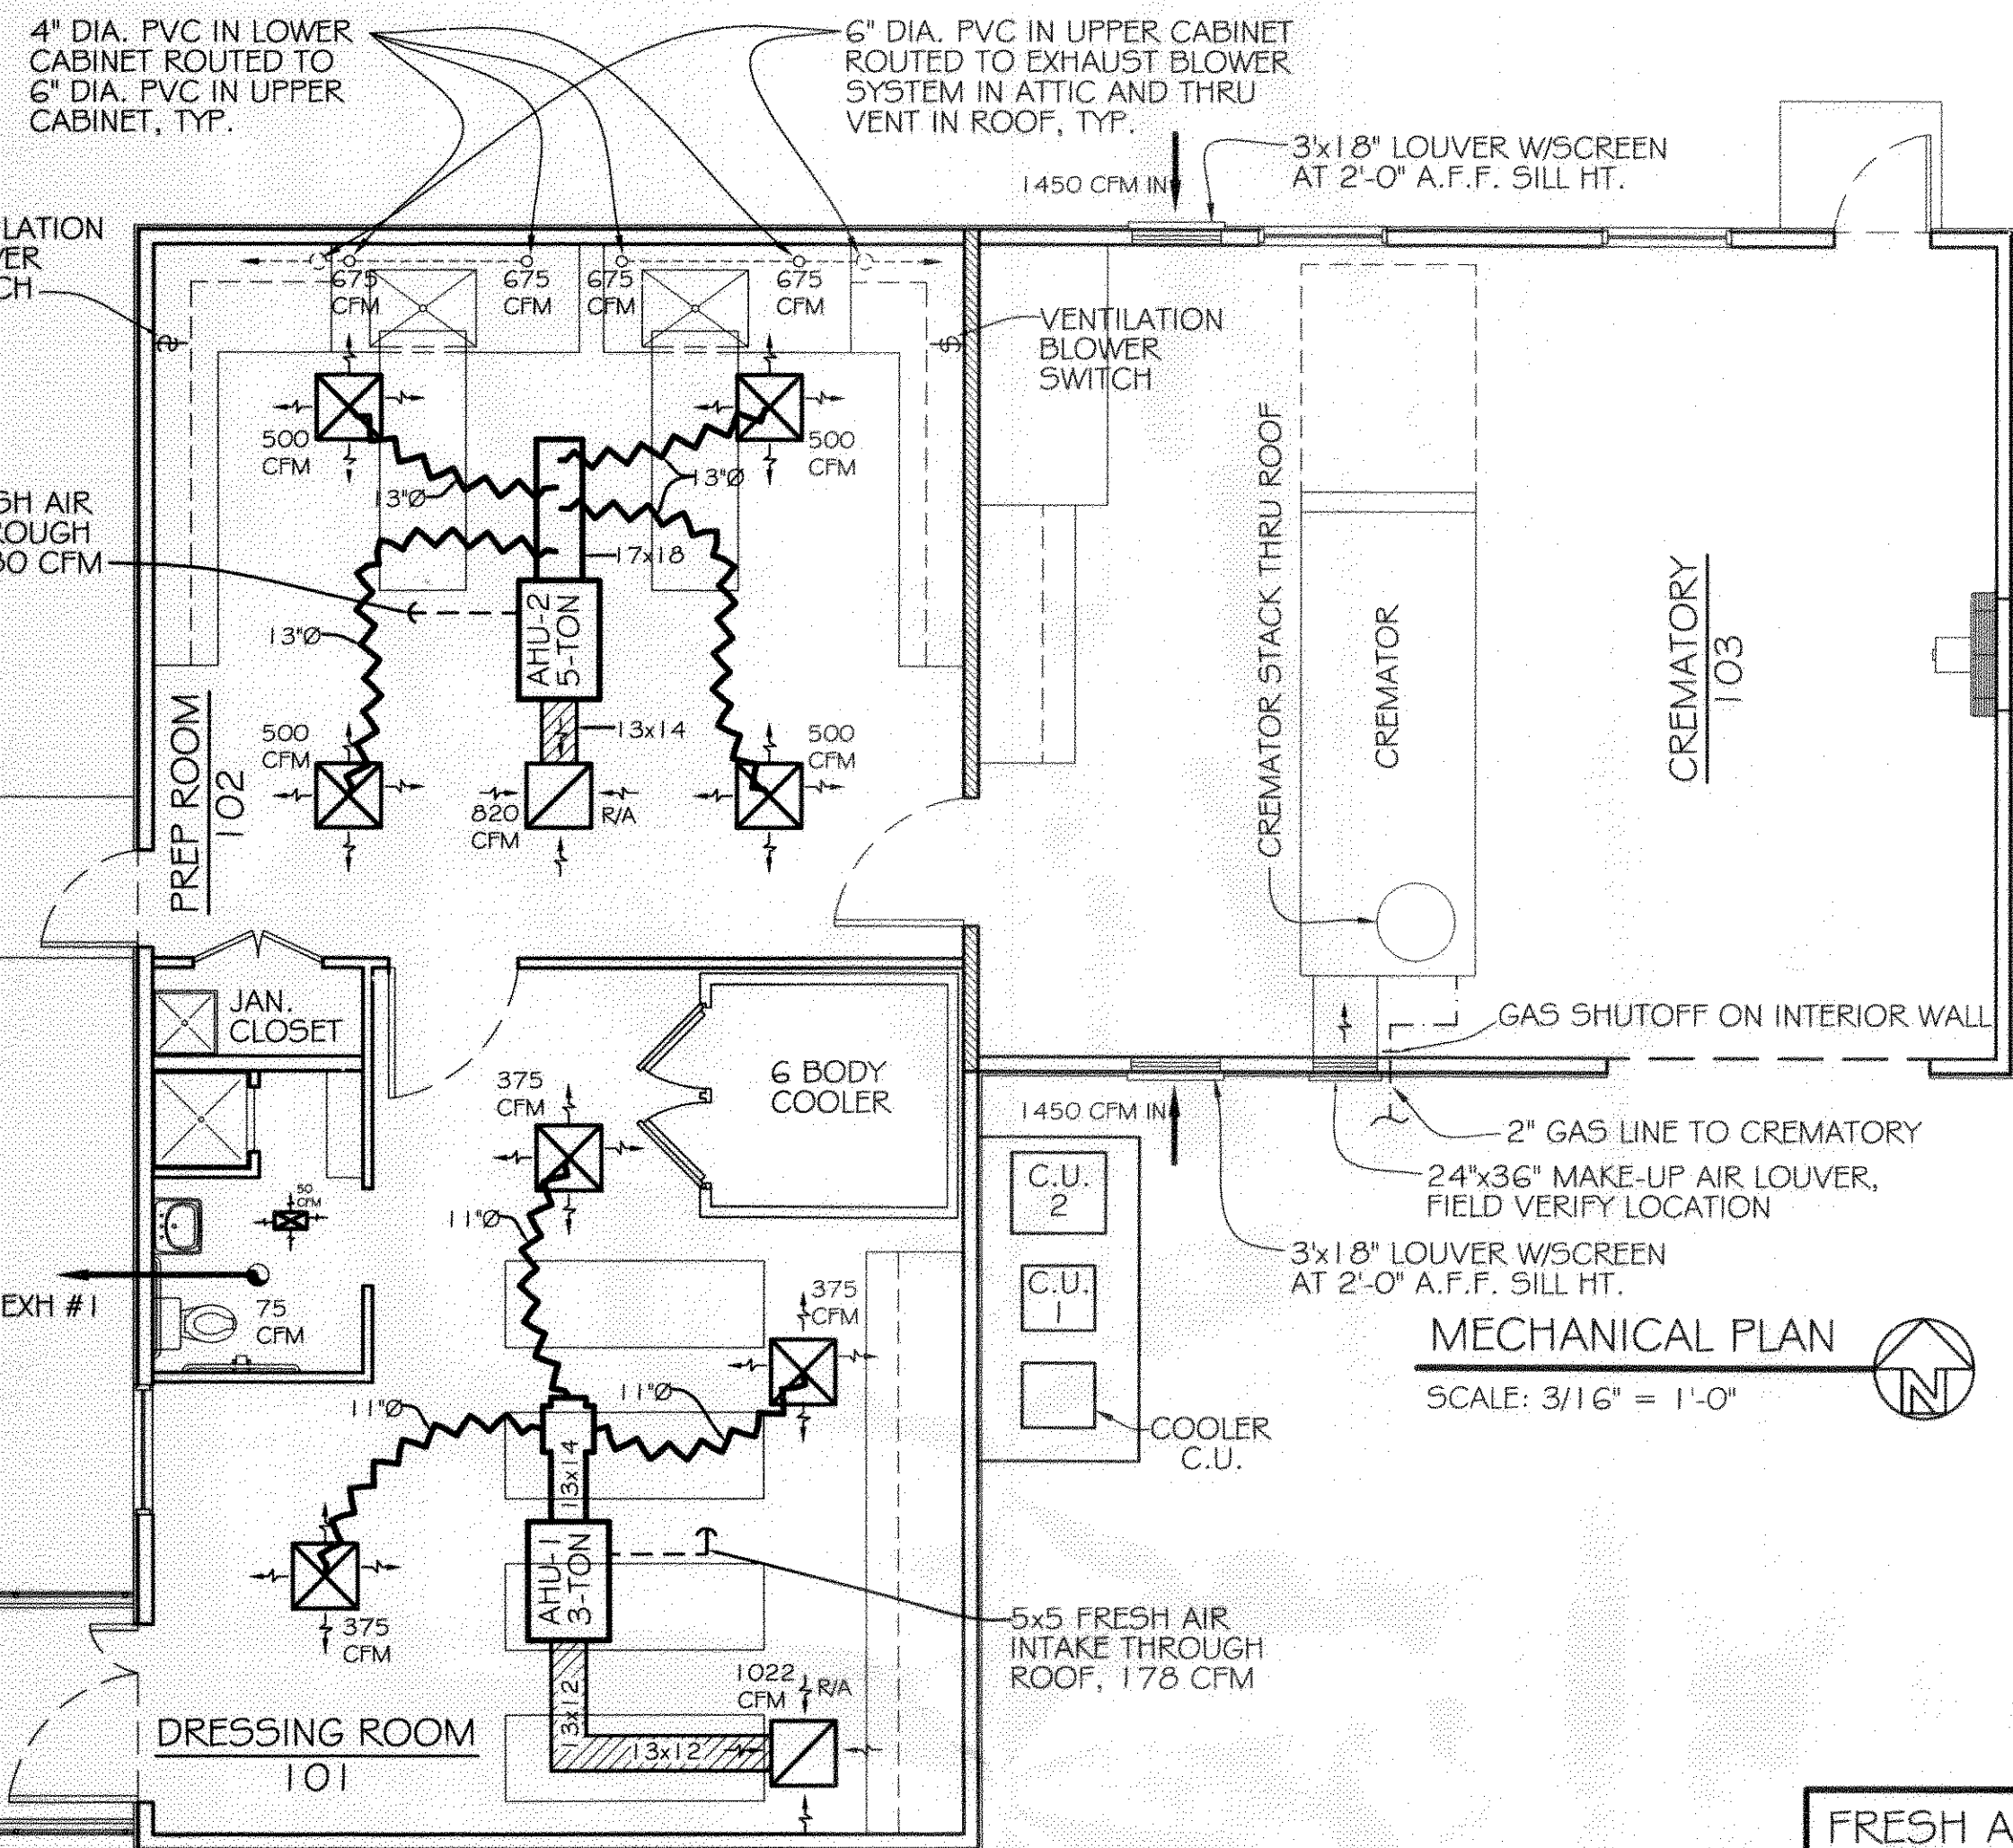 4" DIA. PVC IN LOWER
CABINET ROUTED TO
6" DIA. PVC IN UPPER
CABINET, TYP.
6" DIA. PVC IN UPPER CABINET
ROUTED TO EXHAUST BLOWER
SYSTEM IN ATTIC AND THRU
VENT IN ROOF, TYP.
1450 CFM IN
3'x18" LOUVER W/SCREEN
AT 2'-0" A.F.F. SILL HT.
ILATION
VER
CH
675
CFM
675
CFM
675
CFM
675
CFM
$
$
VENTILATION
BLOWER
SWITCH
500
CFM
500
CFM
13"Ø
13"Ø
SH AIR
ROUGH
30 CFM
17x18
AHU-2
5-TON
13"Ø
13x14
500
CFM
500
CFM
820
CFM
R/A
PREP ROOM
102
CREMATOR STACK THRU ROOF
CREMATOR
CREMATORY
103
JAN.
CLOSET
6 BODY
COOLER
GAS SHUTOFF ON INTERIOR WALL
375
CFM
1450 CFM IN
2" GAS LINE TO CREMATORY
24"x36" MAKE-UP AIR LOUVER,
FIELD VERIFY LOCATION
3'x18" LOUVER W/SCREEN
AT 2'-0" A.F.F. SILL HT.
C.U.
2
C.U.
1
COOLER
C.U.
50
CFM
11"Ø
EXH #1
75
CFM
375
CFM
MECHANICAL PLAN
SCALE: 3/16" = 1'-0"
N
11"Ø
11"Ø
13x14
AHU-1
3-TON
375
CFM
5x5 FRESH AIR
INTAKE THROUGH
ROOF, 178 CFM
1022
CFM
R/A
13x12
13x12
DRESSING ROOM
101
FRESH A